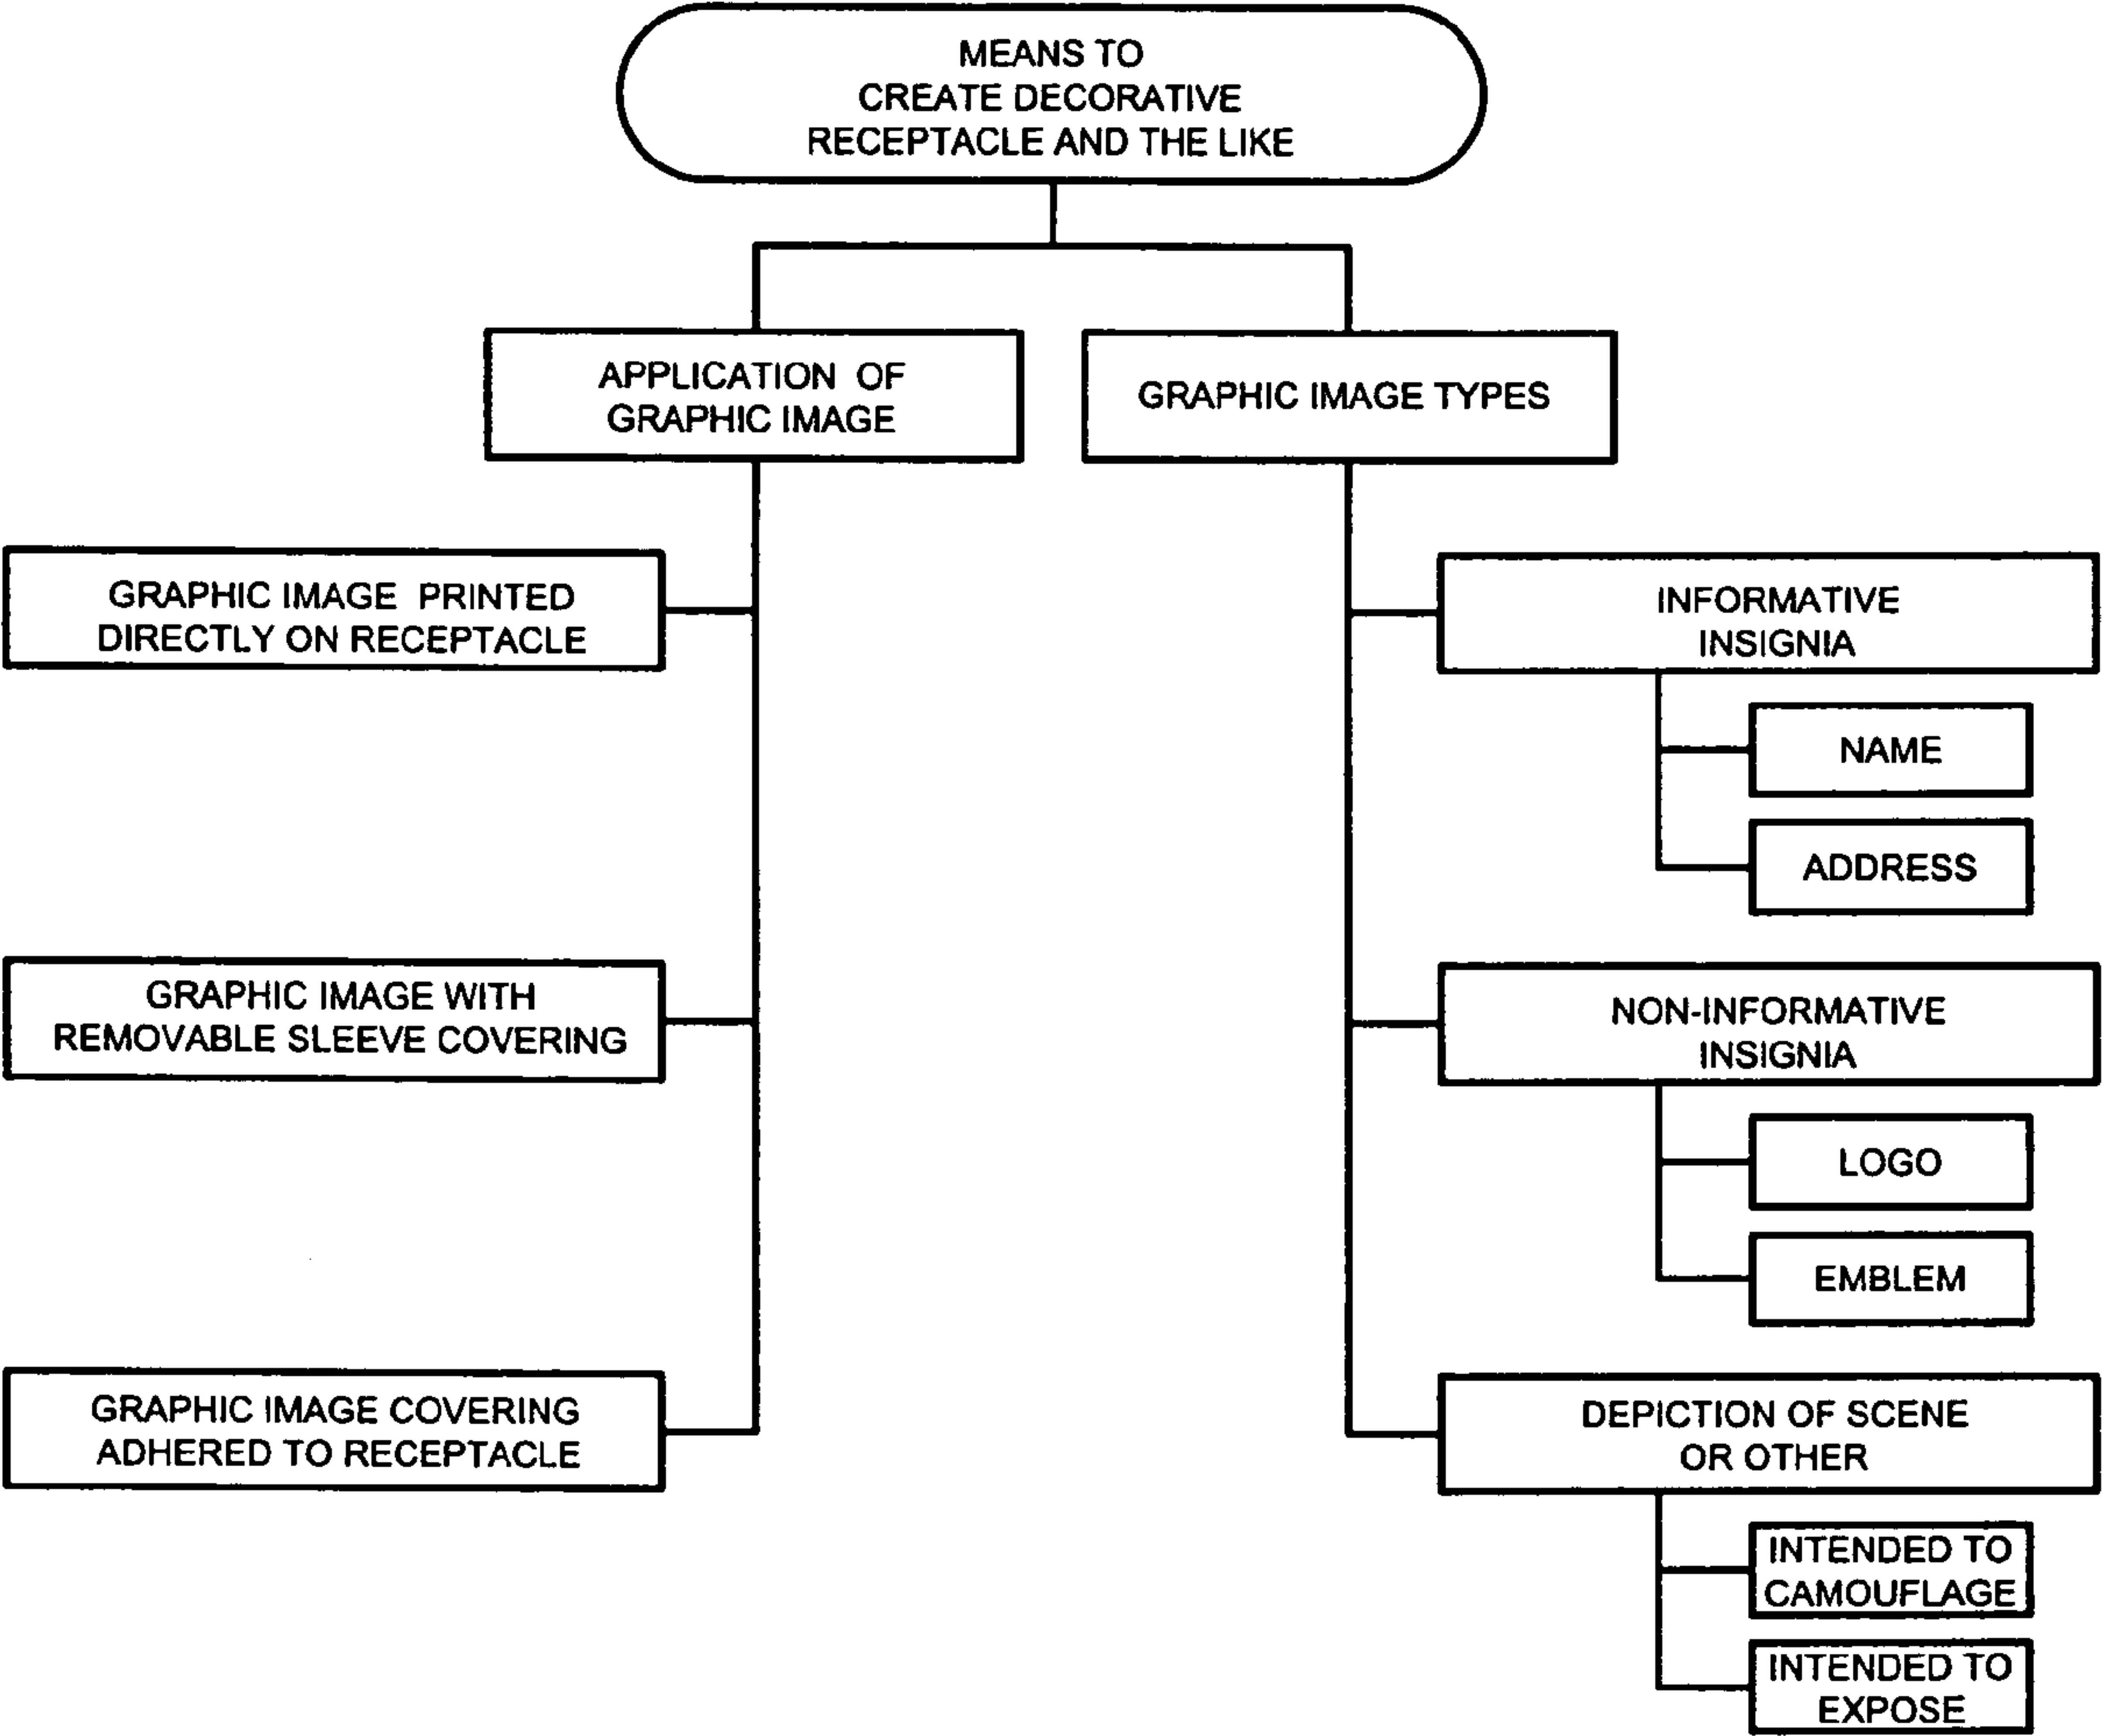 MEANS TO
CREATE DECORATIVE
RECEPTACLE AND THE LIKE
APPLICATION OF
GRAPHIC IMAGE
GRAPHIC IMAGE TYPES
GRAPHIC IMAGE PRINTED
DIRECTLY ON RECEPTACLE
GRAPHIC IMAGE WITH
REMOVABLE SLEEVE COVERING
GRAPHIC IMAGE COVERING
ADHERED TO RECEPTACLE
INFORMATIVE
INSIGNIA
NAME
ADDRESS
NON-INFORMATIVE
INSIGNIA
LOGO
EMBLEM
DEPICTION OF SCENE
OR OTHER
INTENDED TO
CAMOUFLAGE
INTENDED TO
EXPOSE